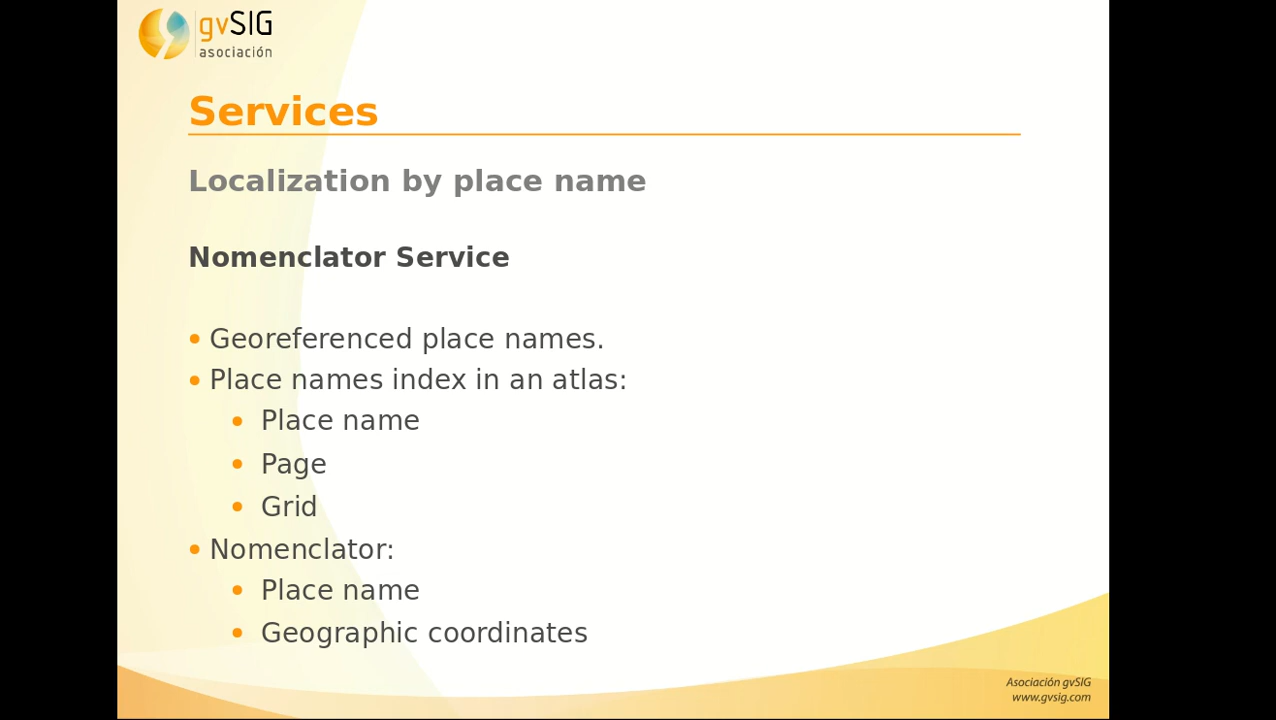 gvSIG
asociación
Services
Localization by place name
Nomenclator Service
• Georeferenced place names.
• Place names index in an atlas:
• Place name
• Page
• Grid
• Nomenclator:
• Place name
• Geographic coordinates
Asociación gvSIG
www.gvsig.com